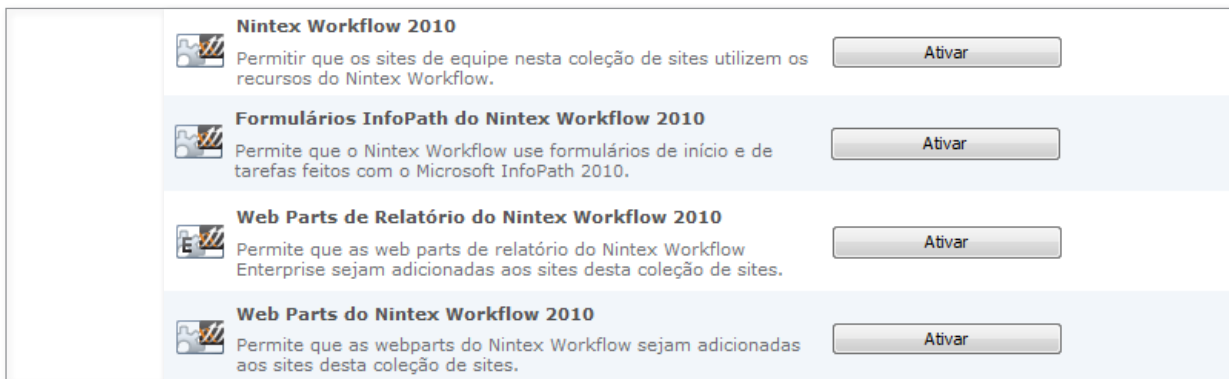 Nintex Workflow 2010
Permitir que os sites de equipe nesta coleção de sites utilizem os
recursos do Nintex Workflow.
Ativar
Formulários InfoPath do Nintex Workflow 2010
Permite que o Nintex Workflow use formulários de início e de
tarefas feitos com o Microsoft InfoPath 2010.
Ativar
Web Parts de Relatório do Nintex Workflow 2010
Permite que as web parts de relatório do Nintex Workflow
Enterprise sejam adicionadas aos sites desta coleção de sites.
Ativar
E
Web Parts do Nintex Workflow 2010
Permite que as webparts do Nintex Workflow sejam adicionadas
aos sites desta coleção de sites.
Ativar